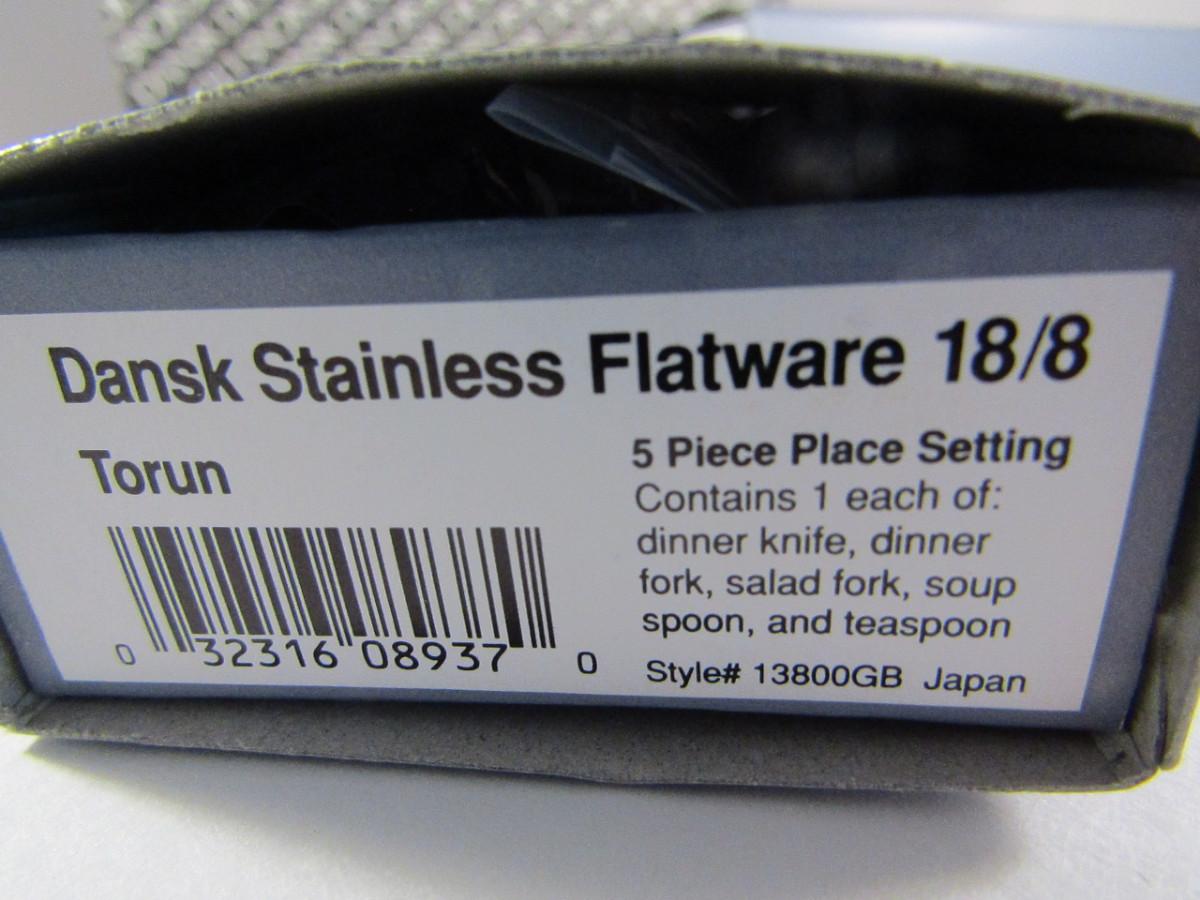 Dansk Stainless Flatware 18/8
Torun
5 Piece Place Setting
Contains 1 each of:
dinner knife, dinner
fork, salad fork, soup
spoon, and teaspoon
Style# 13800GB Japan
0 32316 08937 0